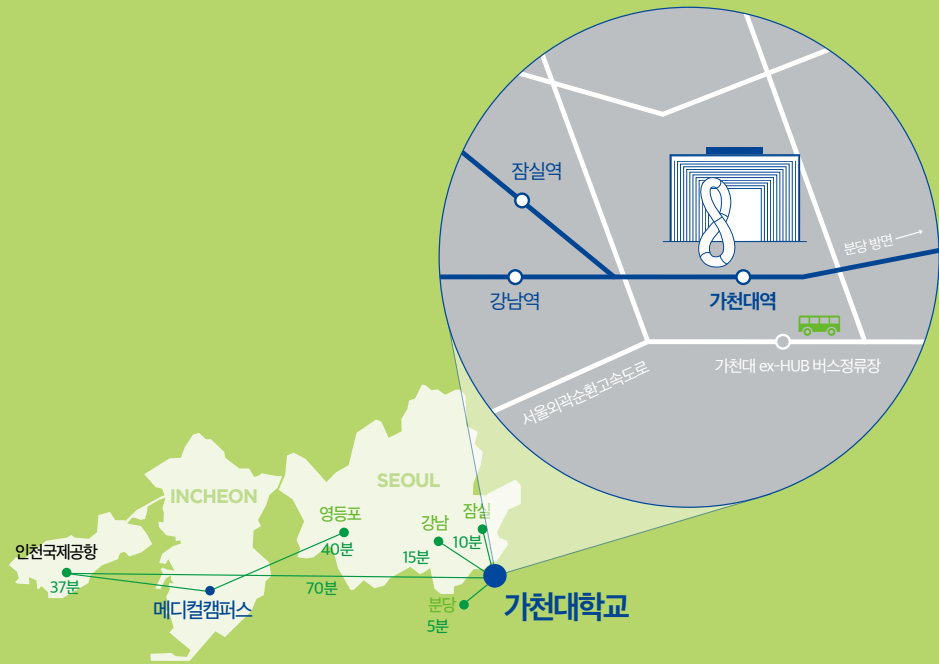 잠실역
분당 방면
강남역
가천대역
가천대 ex-HUB 버스정류장
서울외곽순환고속도로
SEOUL
INCHEON
영등포
40분
강남
15분
잠실
10분
인천국제공항
37분
메디컬캠퍼스
70분
분당
5분
가천대학교